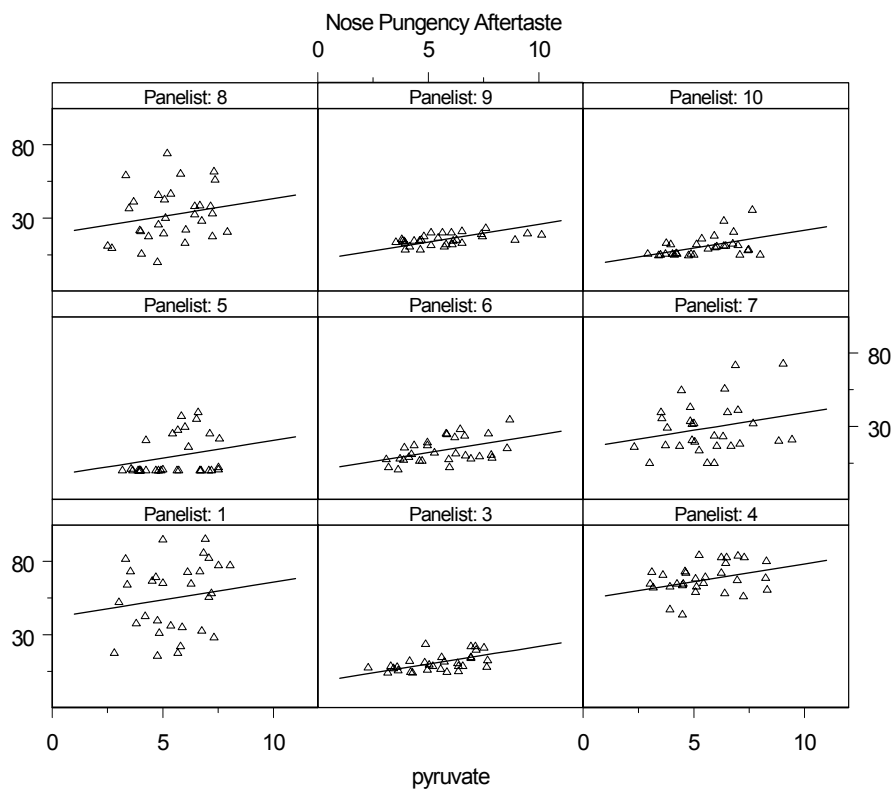 Nose Pungency Aftertaste
0 5 10
Panelist: 8 Panelist: 9 Panelist: 10
80
30
Panelist: 5 Panelist: 6 Panelist: 7
80
30
Panelist: 1 Panelist: 3 Panelist: 4
80
30
0 5 10 0 5 10
pyruvate